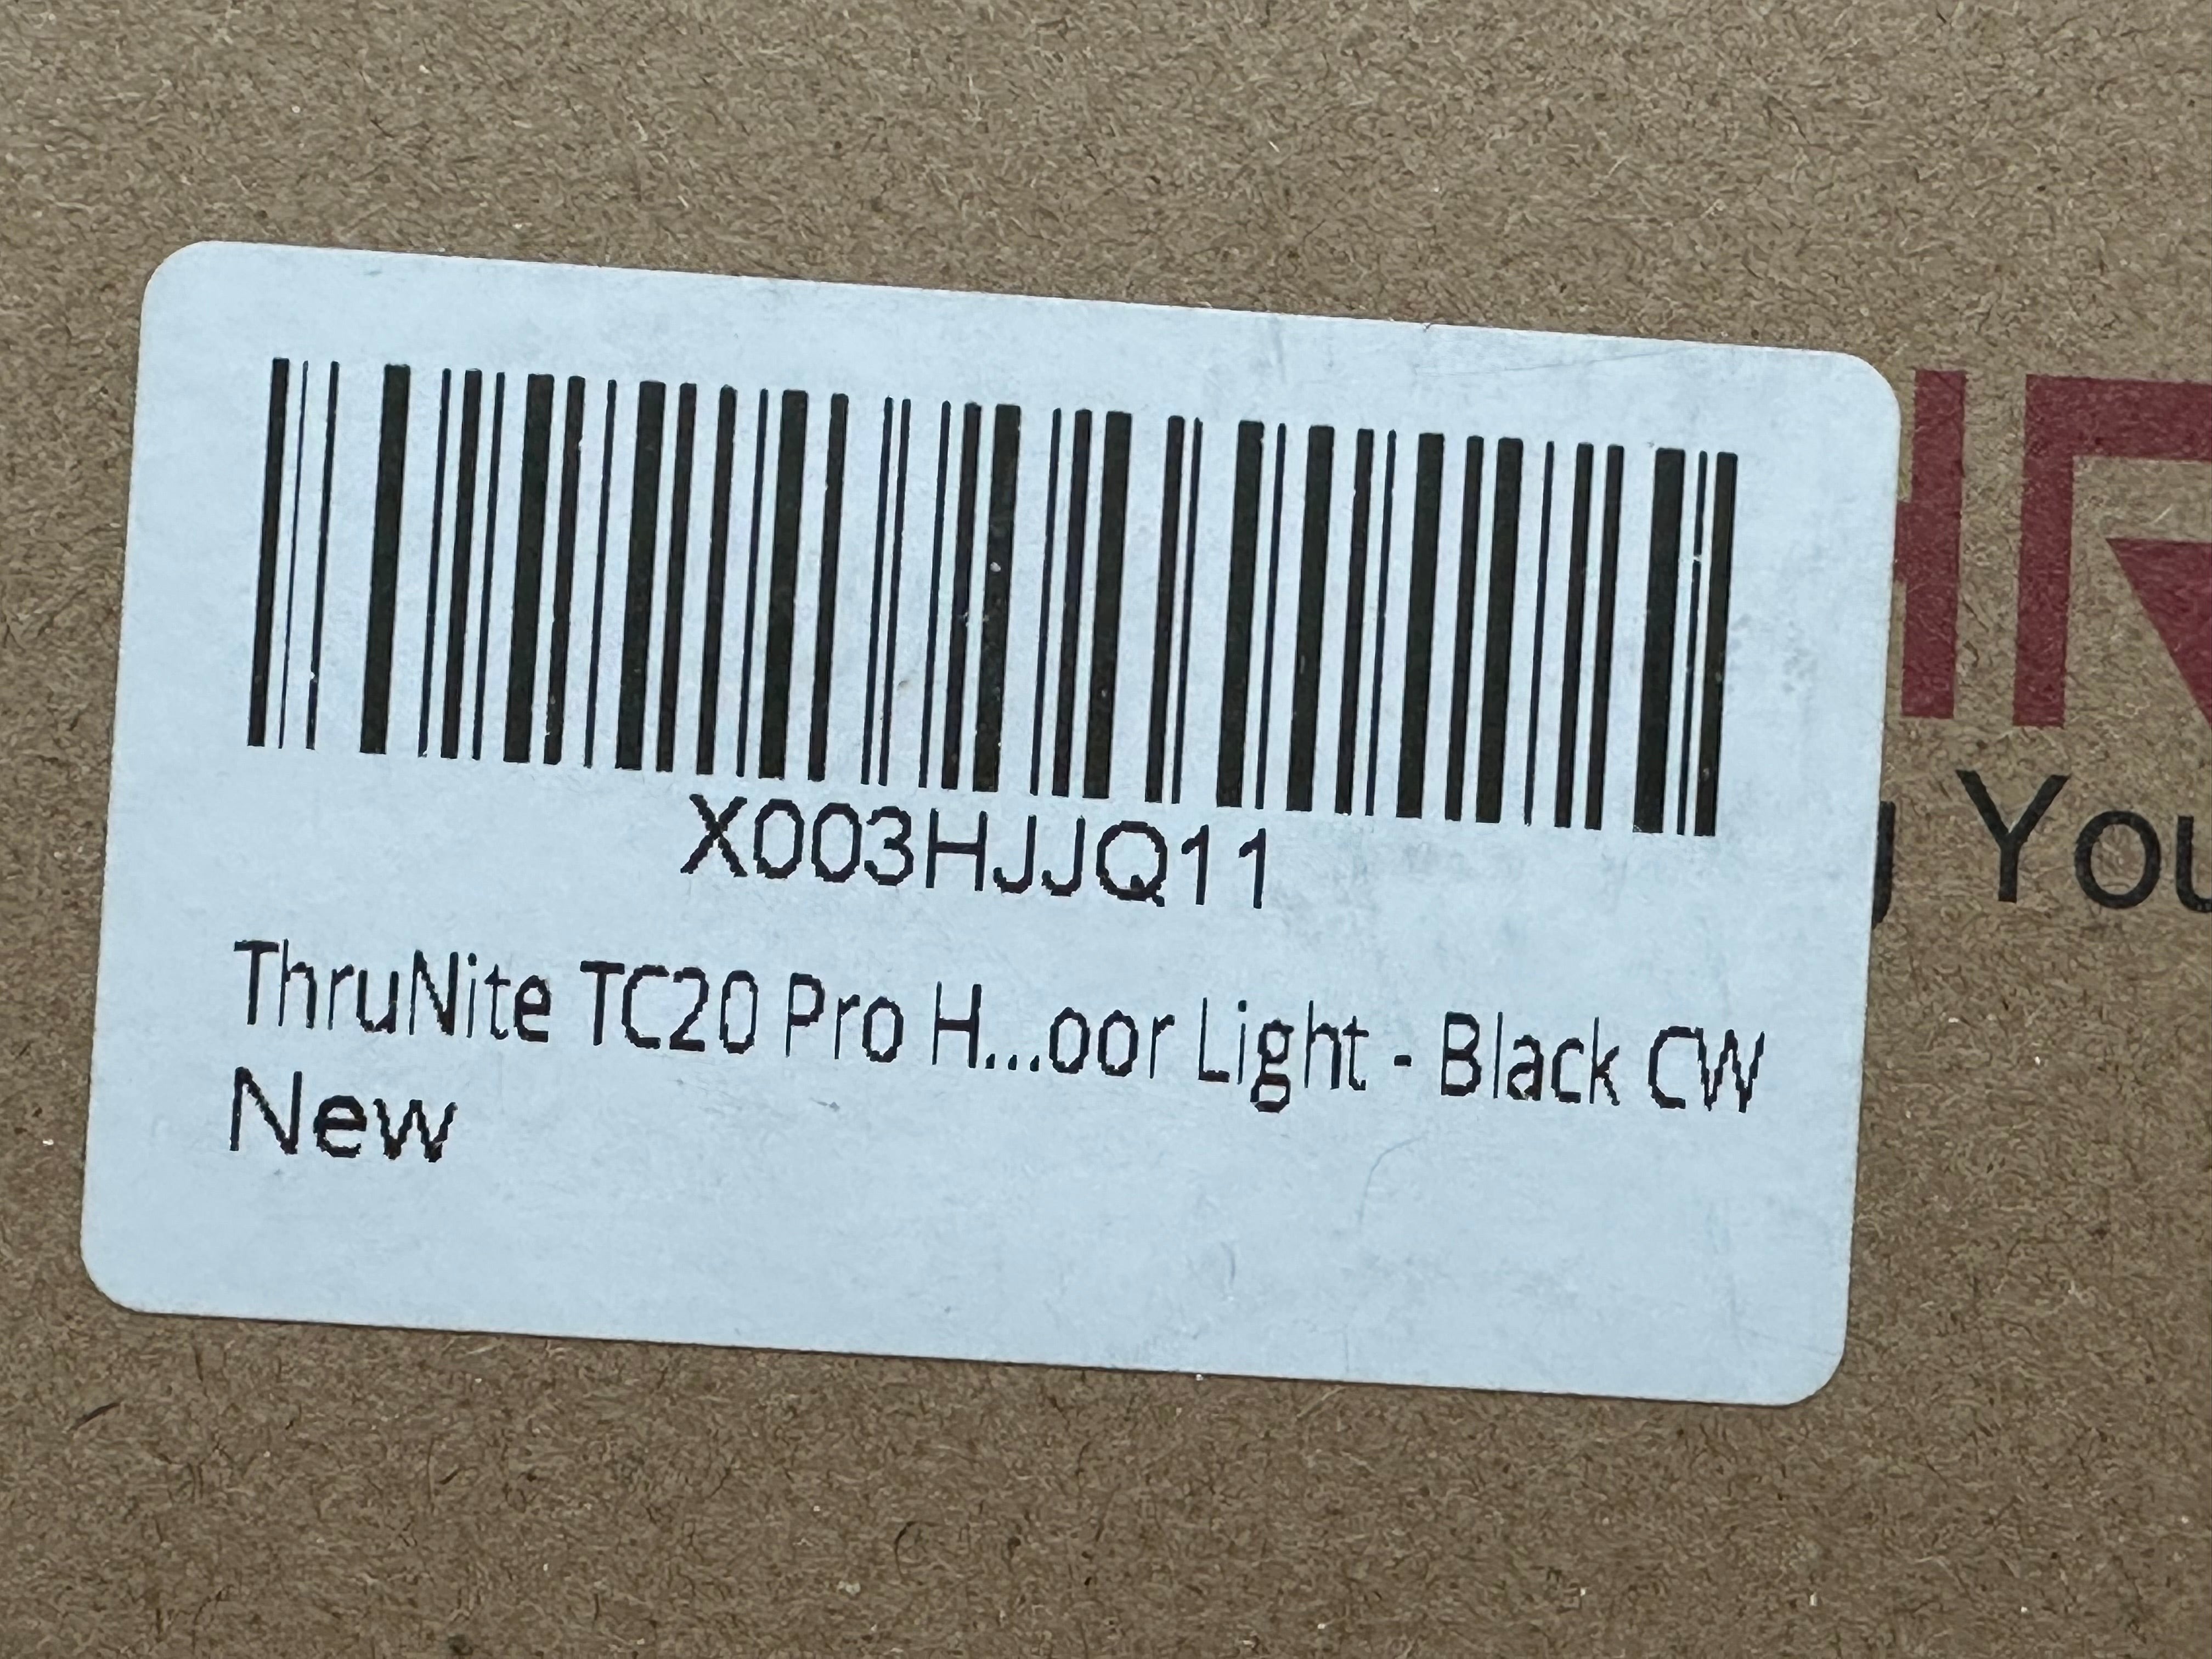 X003HJJQ11
ThruNite TC20 Pro H...oor Light - Black CW
New
You